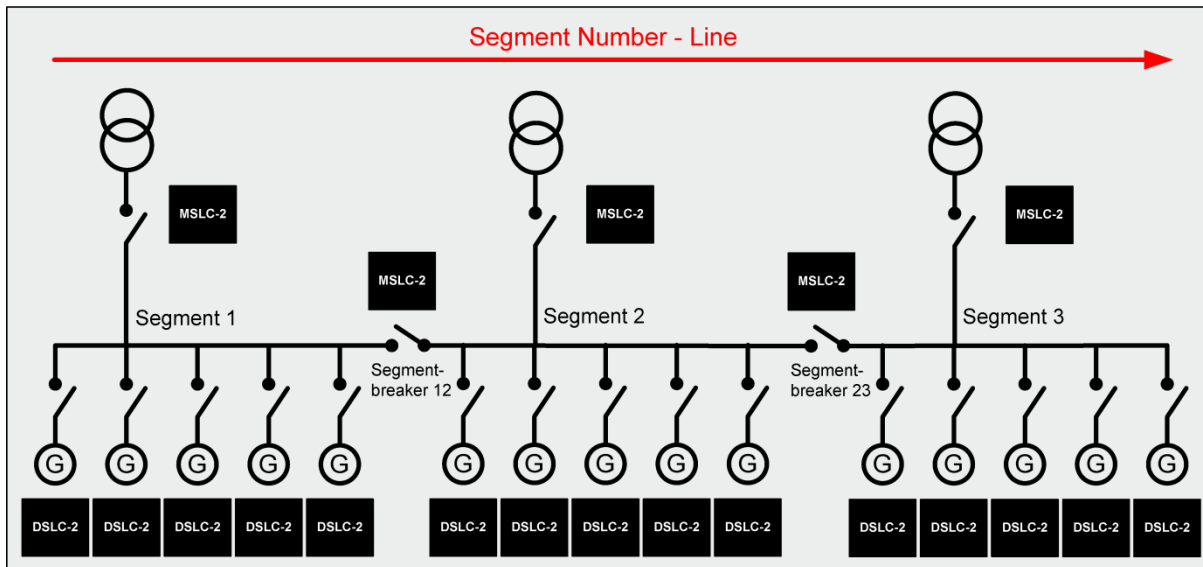 Segment Number - Line
MSLC-2
MSLC-2
MSLC-2
MSLC-2
MSLC-2
Segment 1
Segment 2
Segment 3
Segment-
breaker 12
Segment-
breaker 23
G G G G G G G G G G G G G G G
DSLC-2 DSLC-2 DSLC-2 DSLC-2 DSLC-2 DSLC-2 DSLC-2 DSLC-2 DSLC-2 DSLC-2 DSLC-2 DSLC-2 DSLC-2 DSLC-2 DSLC-2